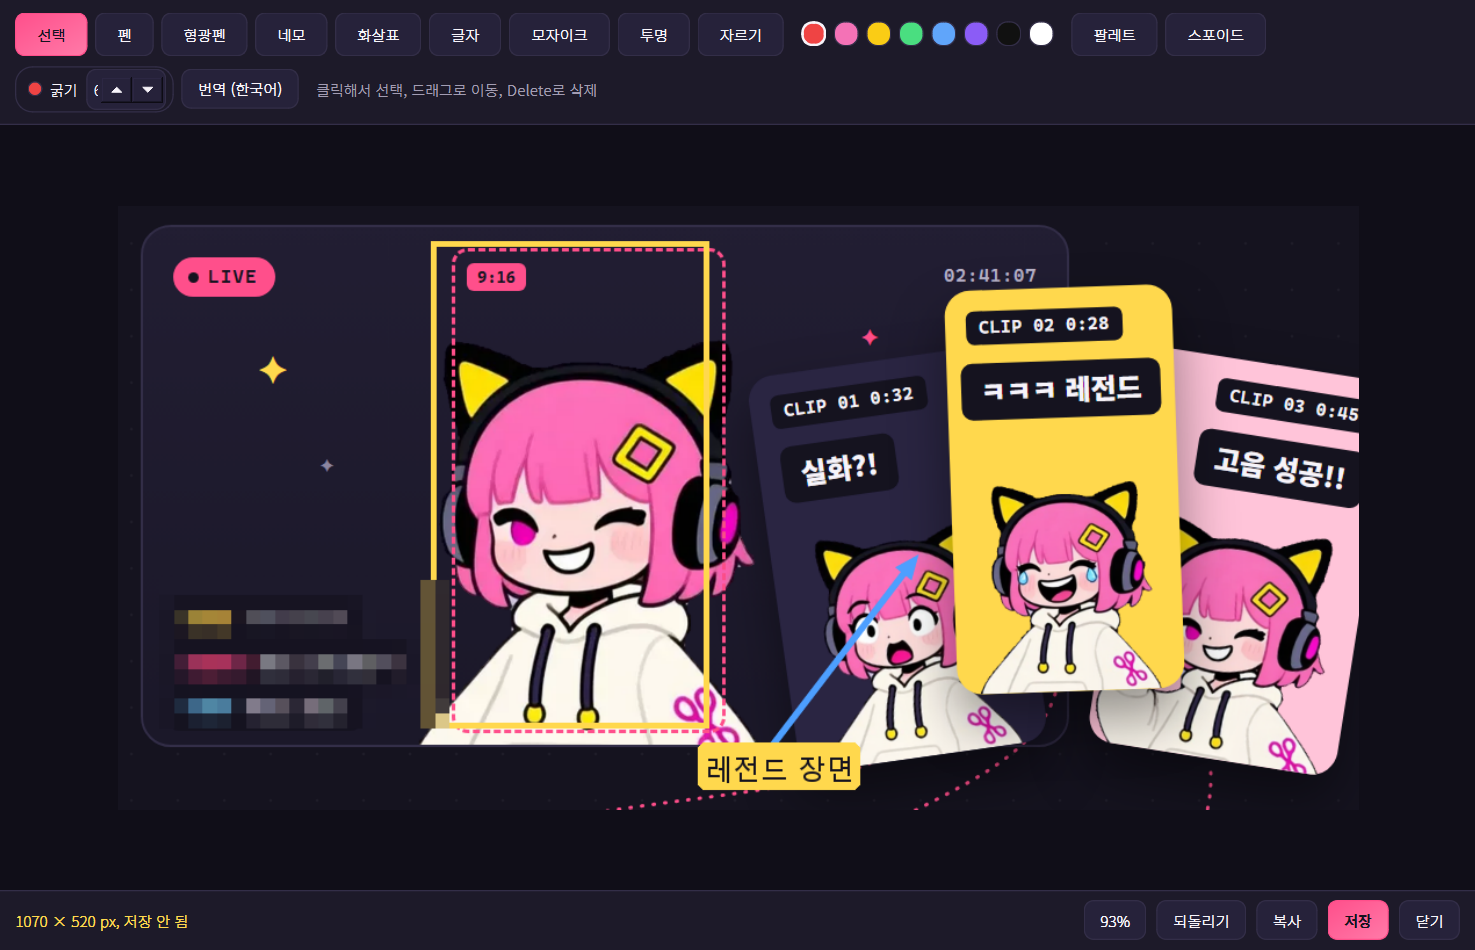 선택 펜 형광펜 네모 화살표 글자 모자이크 투명 자르기 팔레트 스포이드
굵기 6 번역 (한국어) 클릭해서 선택, 드래그로 이동, Delete로 삭제
LIVE
9:16
02:41:07
CLIP 01 0:32
실화?!
CLIP 02 0:28
ㅋㅋㅋ 레전드
CLIP 03 0:45
고음 성공!!
레전드 장면
1070 × 520 px, 저장 안 됨
93% 되돌리기 복사 저장 닫기